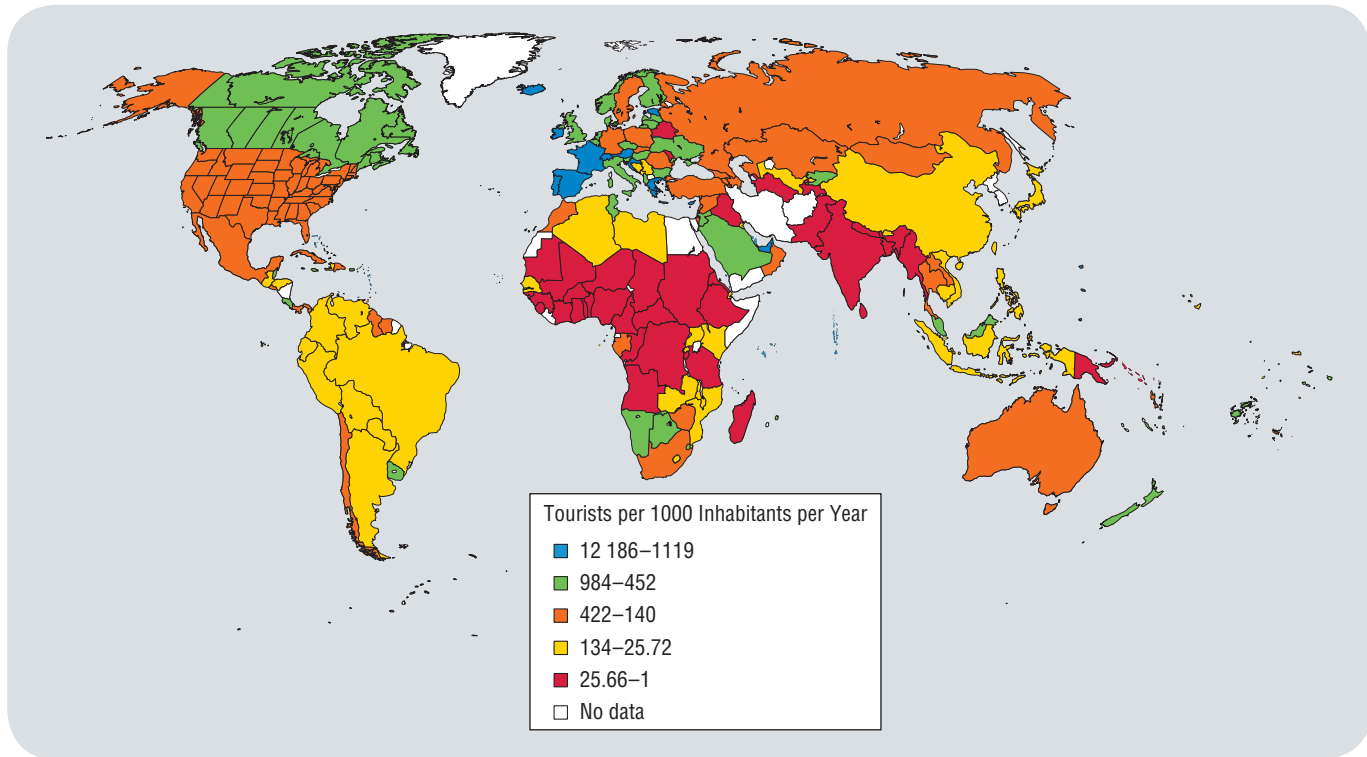 Tourists per 1000 Inhabitants per Year
12 186–1119
984–452
422–140
134–25.72
25.66–1
No data